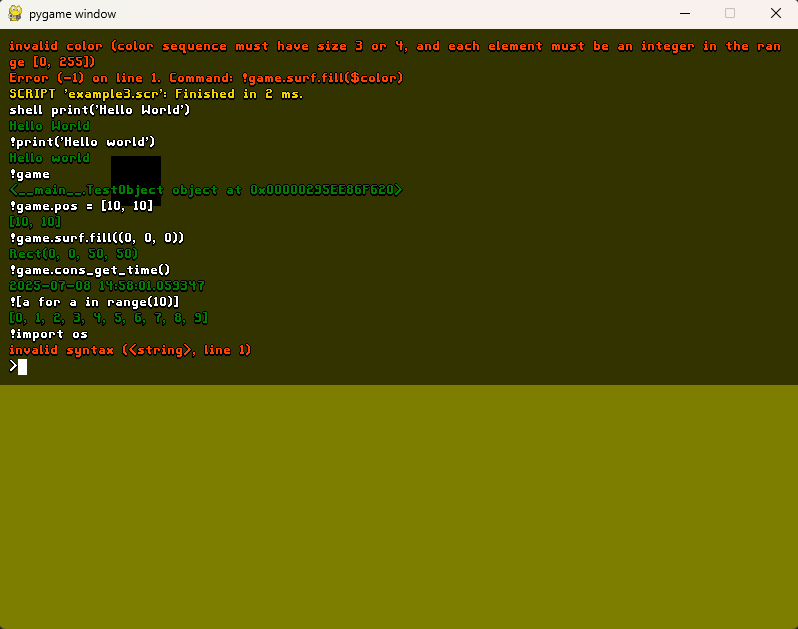 pygame window
invalid color (color sequence must have size 3 or 4, and each element must be an integer in the ran
ge [0, 255])
Error (-1) on line 1. Command: !game.surf.fill($color)
SCRIPT 'example3.scr': Finished in 2 ms.
shell print('Hello World')
Hello World
!print('Hello world')
Hello world
!game
<__main__.TestObject object at 0x00000295EE86F620>
!game.pos = [10, 10]
[10, 10]
!game.surf.fill((0, 0, 0))
Rect(0, 0, 50, 50)
!game.cons_get_time()
2025-07-08 14:58:01.059347
![a for a in range(10)]
[0, 1, 2, 3, 4, 5, 6, 7, 8, 9]
!import os
invalid syntax (<string>, line 1)
>